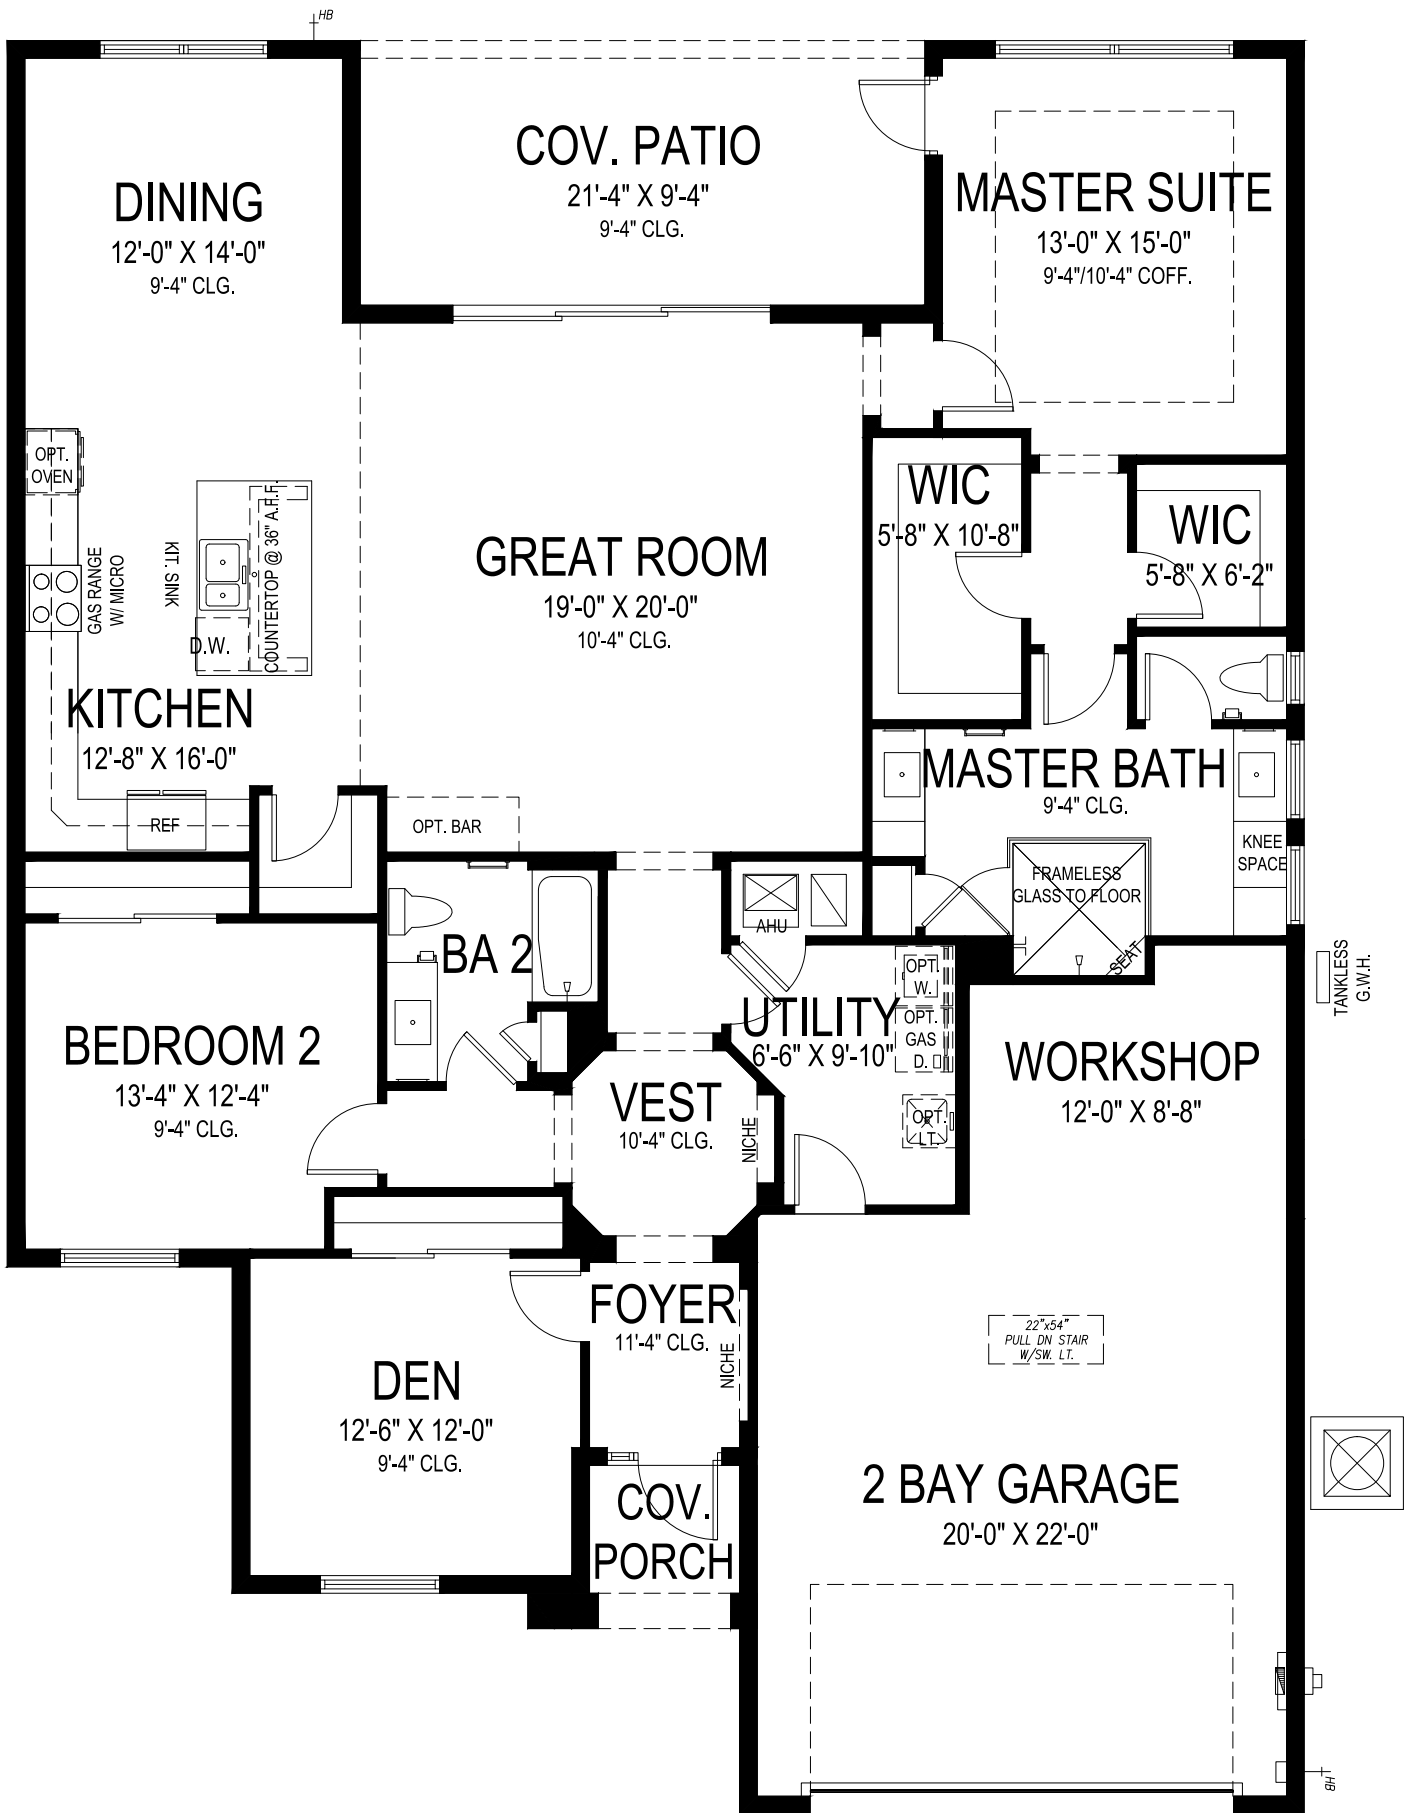 HB
COV. PATIO
21'-4" X 9'-4"
9'-4" CLG.
DINING
12'-0" X 14'-0"
9'-4" CLG.
MASTER SUITE
13'-0" X 15'-0"
9'-4"/10'-4" COFF.
OPT.
OVEN
GAS RANGE
W/ MICRO
KIT. SINK
D.W.
COUNTERTOP @ 36" A.F.F.
KITCHEN
12'-8" X 16'-0"
REF
GREAT ROOM
19'-0" X 20'-0"
10'-4" CLG.
OPT. BAR
WIC
5'-8" X 10'-8"
WIC
5'-8" X 6'-2"
MASTER BATH
9'-4" CLG.
KNEE
SPACE
FRAMELESS
GLASS TO FLOOR
SEAT
AHU
BA 2
BEDROOM 2
13'-4" X 12'-4"
9'-4" CLG.
UTILITY
6'-6" X 9'-10"
OPT.
W.
OPT.
GAS
D.
OPT.
LT.
TANKLESS
G.W.H.
WORKSHOP
12'-0" X 8'-8"
VEST
10'-4" CLG.
NICHE
FOYER
11'-4" CLG.
NICHE
22"x54"
PULL DN STAIR
W/SW. LT.
DEN
12'-6" X 12'-0"
9'-4" CLG.
COV.
PORCH
2 BAY GARAGE
20'-0" X 22'-0"
HB